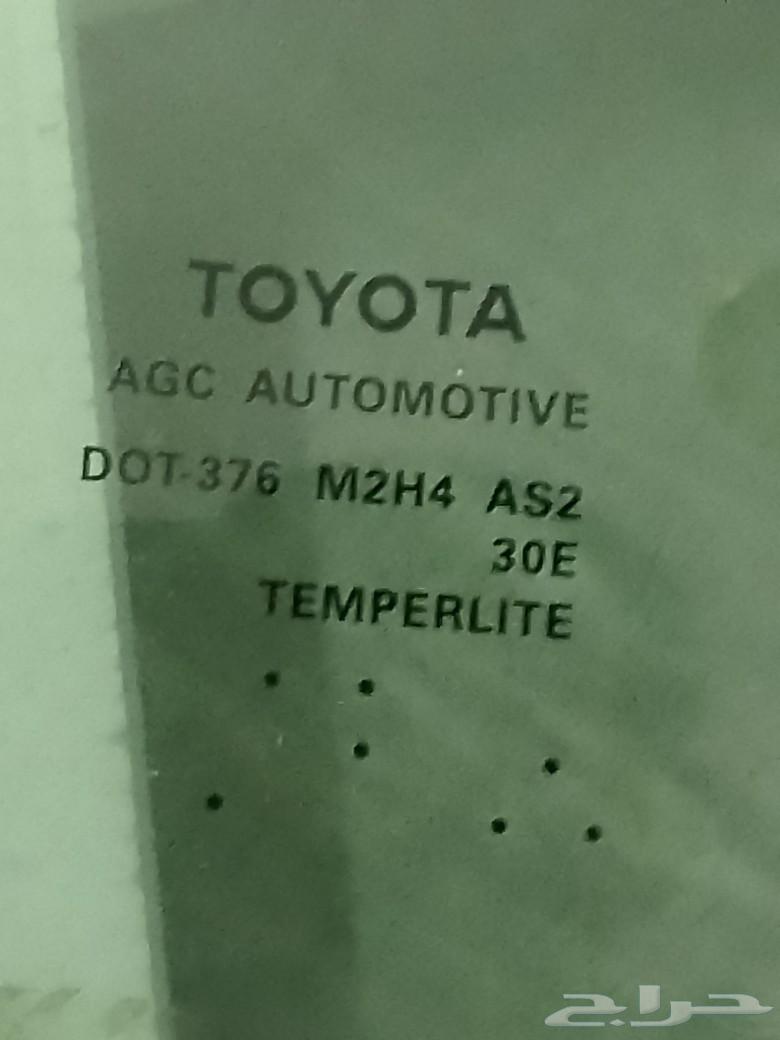 TOYOTA
AGC AUTOMOTIVE
DOT-376 M2H4 AS2
30E
TEMPERLITE
حراج